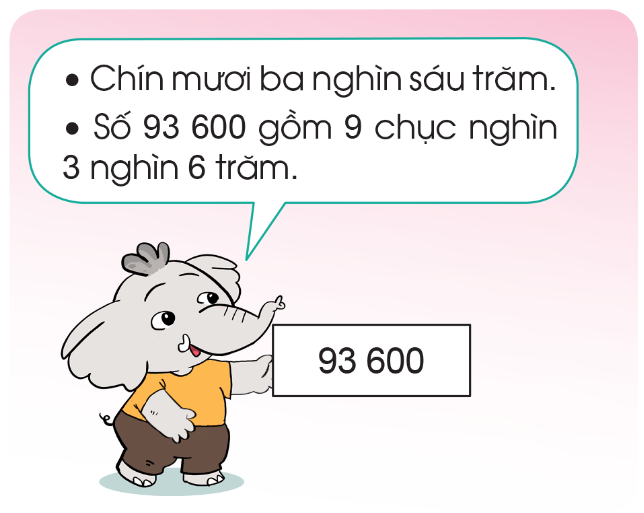 • Chín mươi ba nghìn sáu trăm.
• Số 93 600 gồm 9 chục nghìn
3 nghìn 6 trăm.
93 600